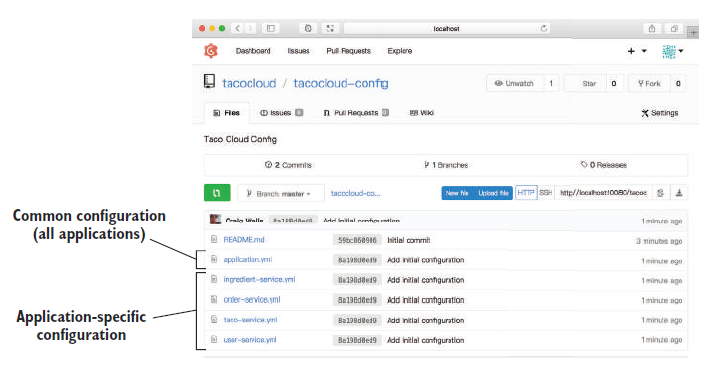 localhost
Dashboard Issues Pull Requests Explore
tacocloud / tacocloud-config
Unwatch 1 Star 0 Fork 0
Files Issues 0 Pull Requests 0 Wiki Settings
Taco Cloud Config
2 Commits 1 Branches 0 Releases
Branch: master tacocloud-co... New file Upload file HTTP SSH http://localhost:10080/tacoc
Craig Walls 8a198d0ed9 Add initial configuration 1 minute ago
README.md 59bc860986 Initial commit 3 minutes ago
Common configuration
(all applications)
application.yml 8a198d0ed9 Add initial configuration 1 minute ago
ingredient-service.yml 8a198d0ed9 Add initial configuration 1 minute ago
order-service.yml 8a198d0ed9 Add initial configuration 1 minute ago
Application-specific
configuration
taco-service.yml 8a198d0ed9 Add initial configuration 1 minute ago
user-service.yml 8a198d0ed9 Add initial configuration 1 minute ago